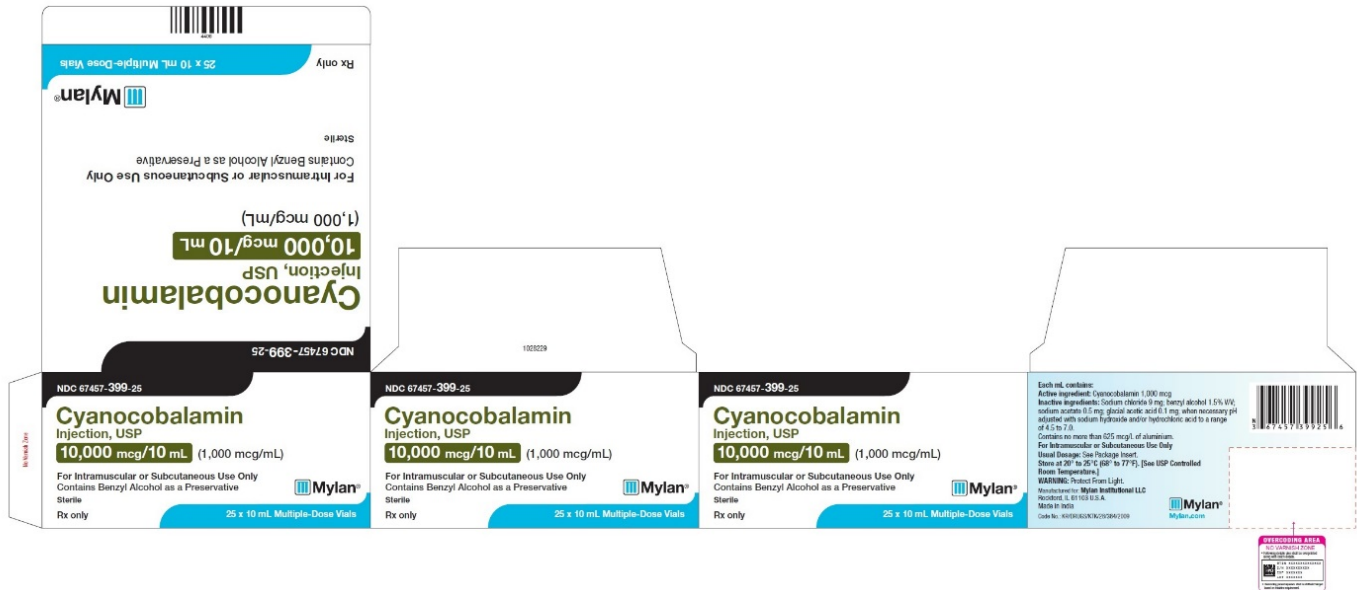 Rx only
25 x 10 mL Multiple-Dose Vials
Mylan®
Sterile
Contains Benzyl Alcohol as a Preservative
For Intramuscular or Subcutaneous Use Only
(1,000 mcg/mL)
10,000 mcg/10 mL
Injection, USP
Cyanocobalamin
NDC 67457-399-25
1028229
NDC 67457-399-25
Cyanocobalamin
Injection, USP
10,000 mcg/10 mL (1,000 mcg/mL)
For Intramuscular or Subcutaneous Use Only
Contains Benzyl Alcohol as a Preservative
Sterile
Mylan®
Rx only
25 x 10 mL Multiple-Dose Vials
NDC 67457-399-25
Cyanocobalamin
Injection, USP
10,000 mcg/10 mL (1,000 mcg/mL)
For Intramuscular or Subcutaneous Use Only
Contains Benzyl Alcohol as a Preservative
Sterile
Mylan®
Rx only
25 x 10 mL Multiple-Dose Vials
NDC 67457-399-25
Cyanocobalamin
Injection, USP
10,000 mcg/10 mL (1,000 mcg/mL)
For Intramuscular or Subcutaneous Use Only
Contains Benzyl Alcohol as a Preservative
Sterile
Mylan®
Rx only
25 x 10 mL Multiple-Dose Vials
Each mL contains:
Active ingredient: Cyanocobalamin 1,000 mcg
Inactive ingredients: Sodium chloride 9 mg; benzyl alcohol 1.5% V/V;
sodium acetate 0.5 mg; glacial acetic acid 0.1 mg, when necessary pH
adjusted with sodium hydroxide and/or hydrochloric acid to a range
of 4.5 to 7.0.
Contains no more than 625 mcg/L of aluminium.
For Intramuscular or Subcutaneous Use Only
Usual Dosage: See Package Insert.
Store at 20° to 25°C (68° to 77°F). [See USP Controlled
Room Temperature.]
WARNING: Protect From Light.
Manufactured for: Mylan Institutional LLC
Rockford, IL 61103 U.S.A.
Made in India
Code No.:
Mylan®
Mylan.com
N 3 67457 39925 6
OVERCODING AREA
NO VARNISH ZONE